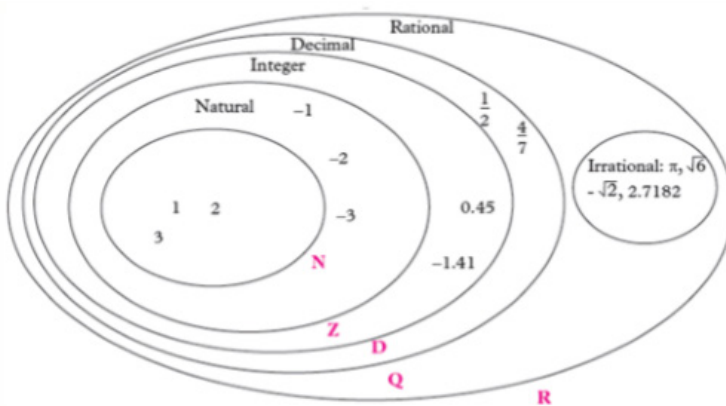 Rational
Decimal
Integer
Natural
–1
1/2
4/7
–2
Irrational: π, √6
- √2, 2.7182
1 2
–3
0.45
3
–1.41
N
Z
D
Q
R